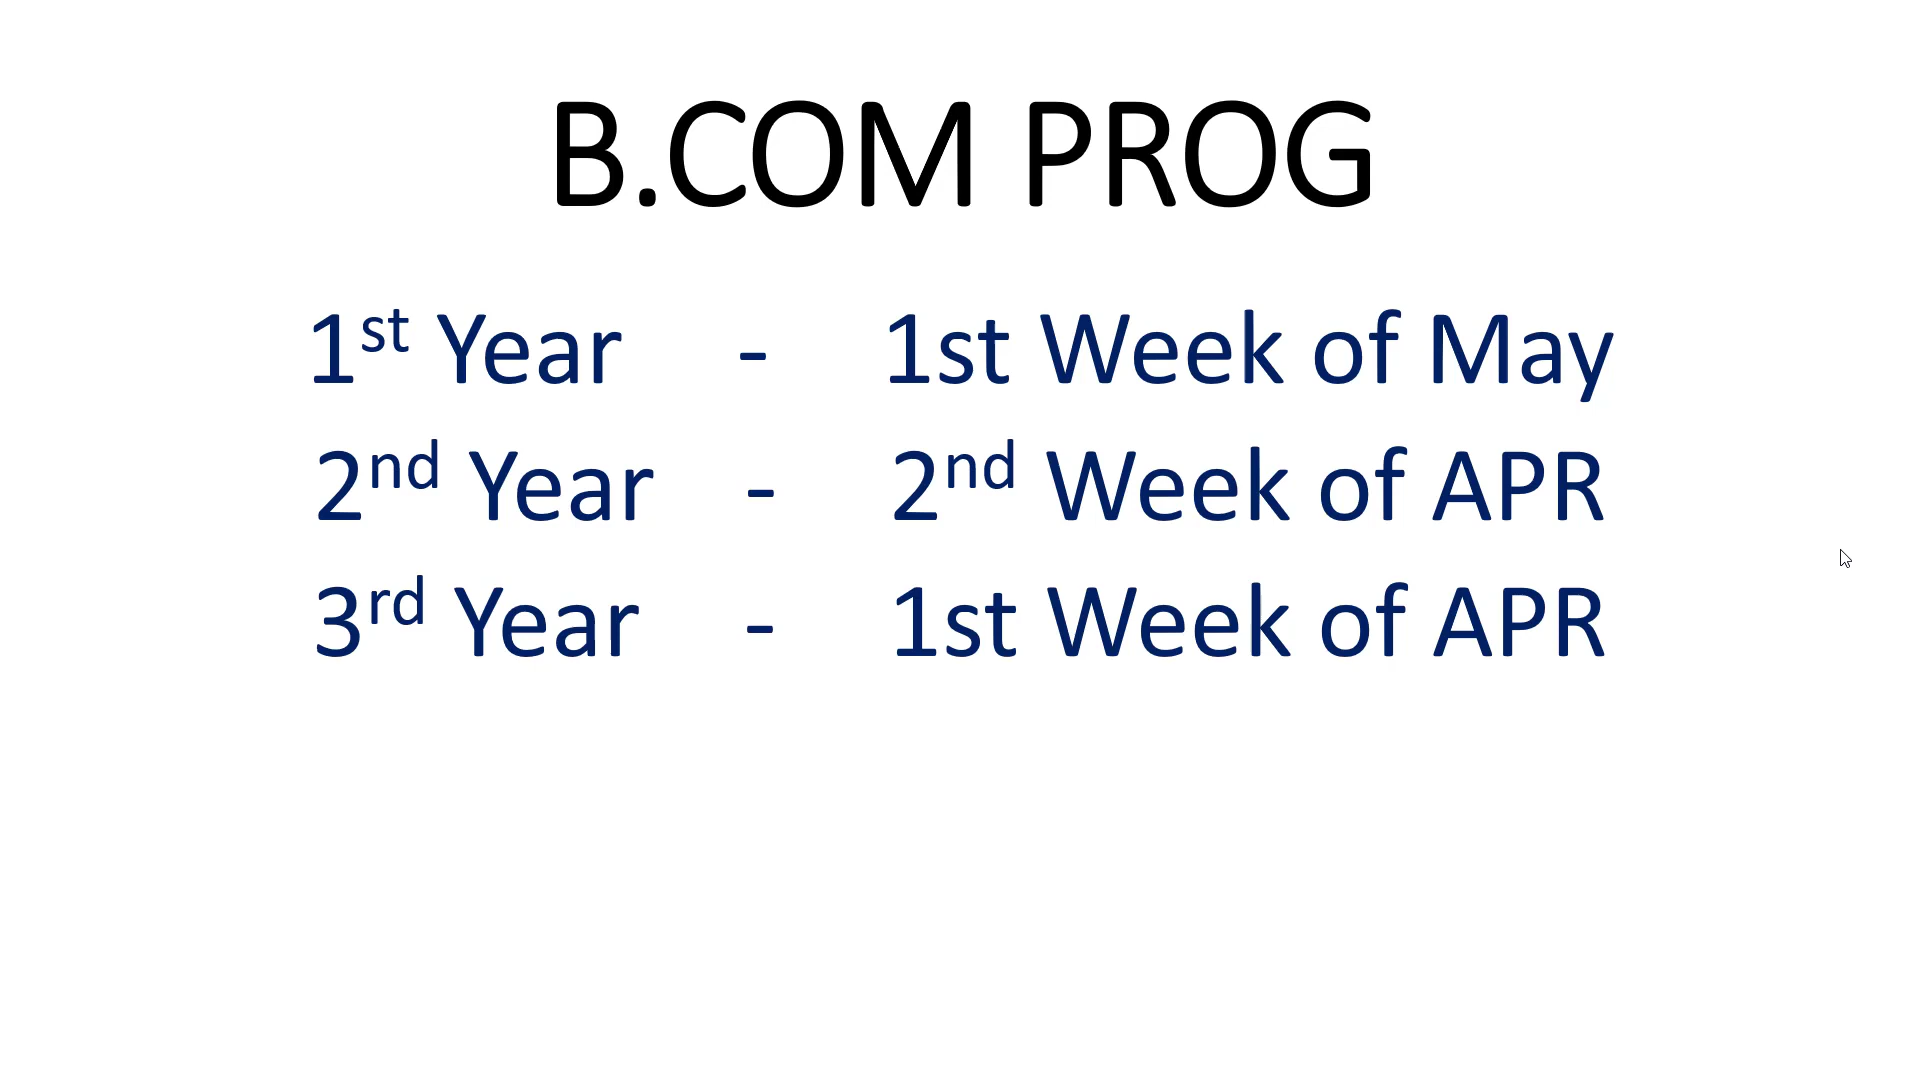 B.COM PROG
1st Year - 1st Week of May
2nd Year - 2nd Week of APR
3rd Year - 1st Week of APR